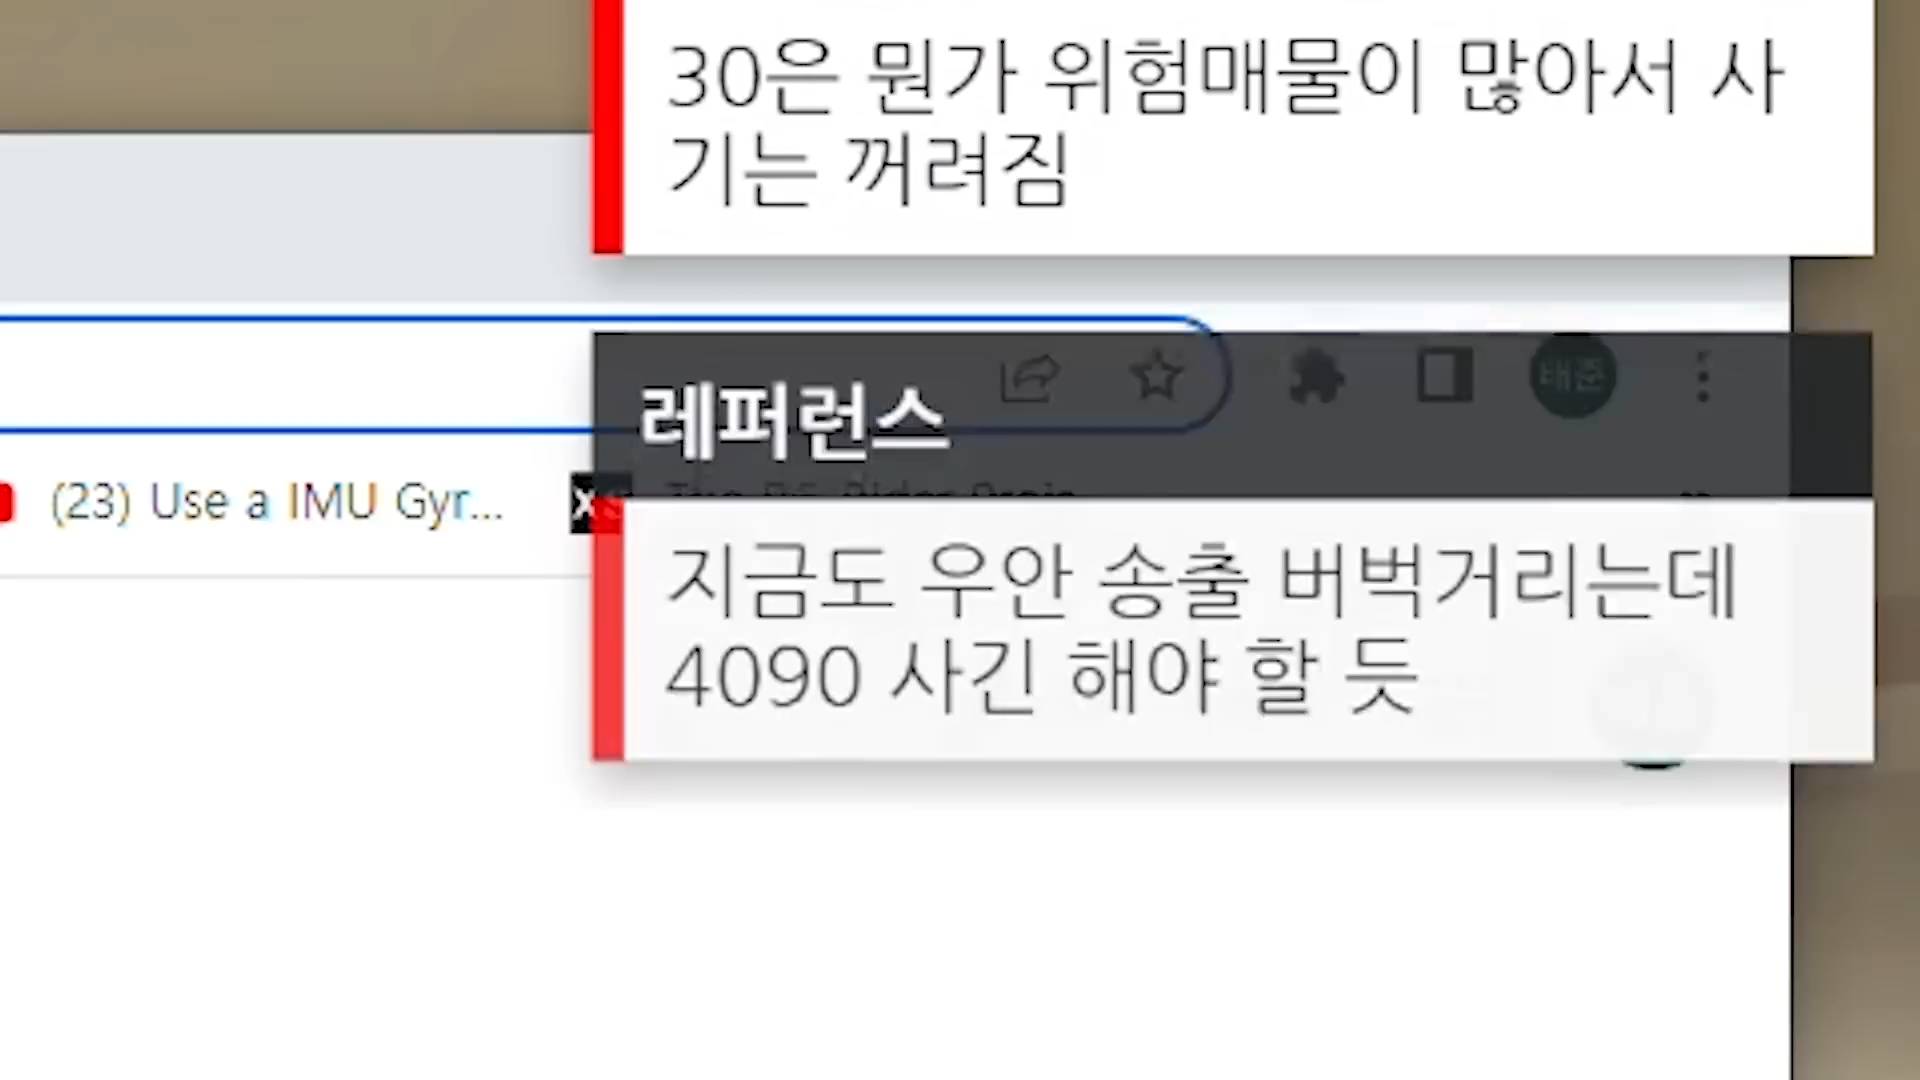 30은 뭔가 위험매물이 많아서 사
기는 꺼려짐
배준
레퍼런스
(23) Use a IMU Gyr...
지금도 우안 송출 버벅거리는데
4090 사긴 해야 할 듯